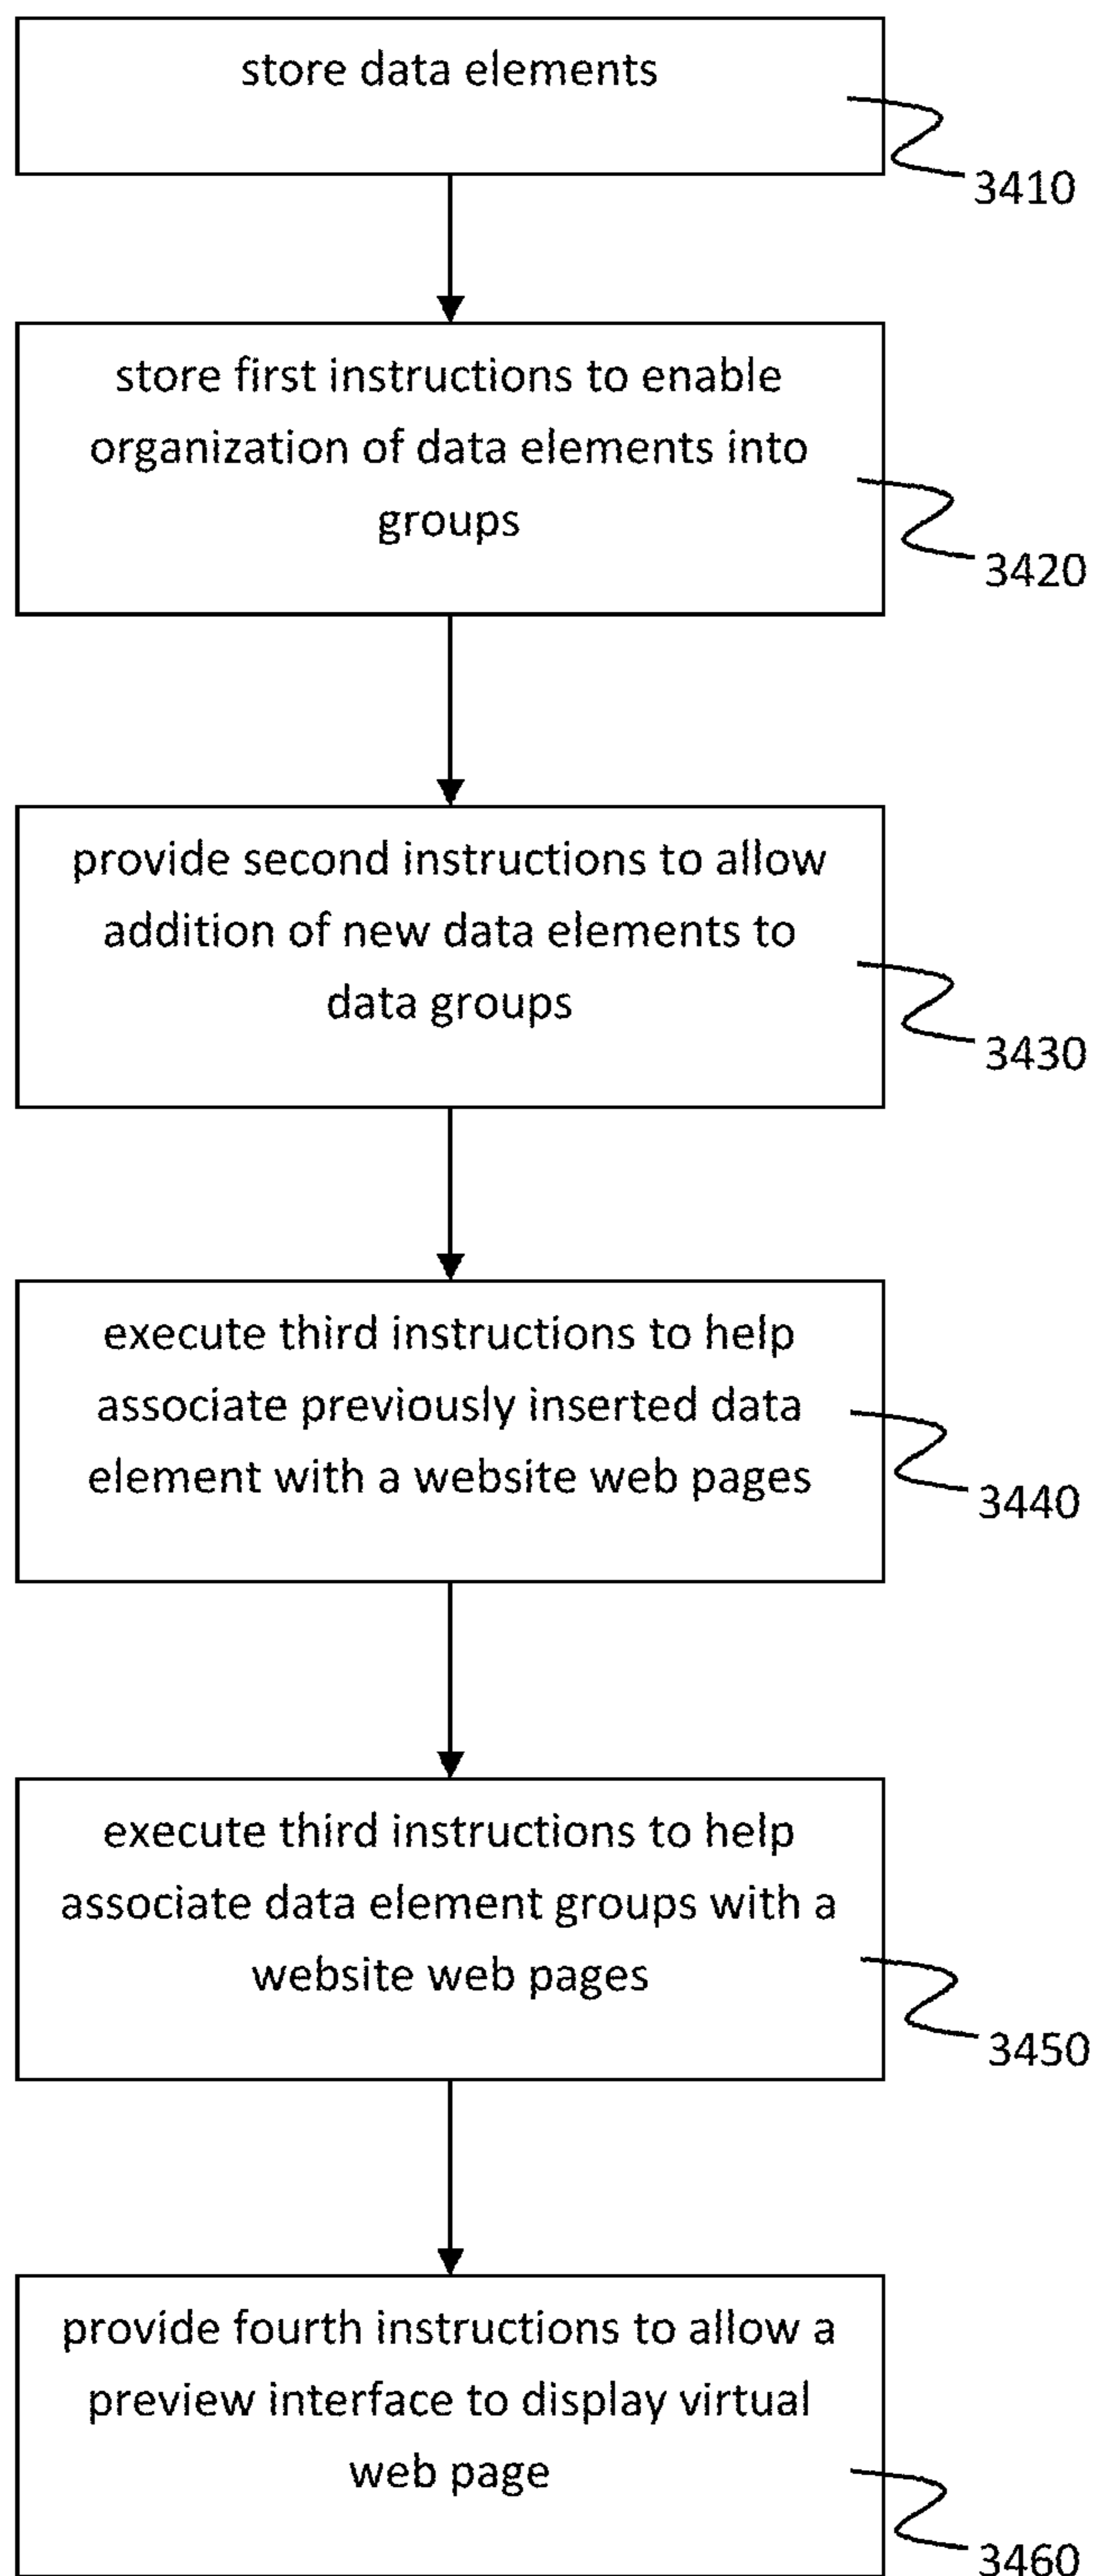 store data elements
3410
store first instructions to enable
organization of data elements into
groups
3420
provide second instructions to allow
addition of new data elements to
data groups
3430
execute third instructions to help
associate previously inserted data
element with a website web pages
3440
execute third instructions to help
associate data element groups with a
website web pages
3450
provide fourth instructions to allow a
preview interface to display virtual
web page
3460